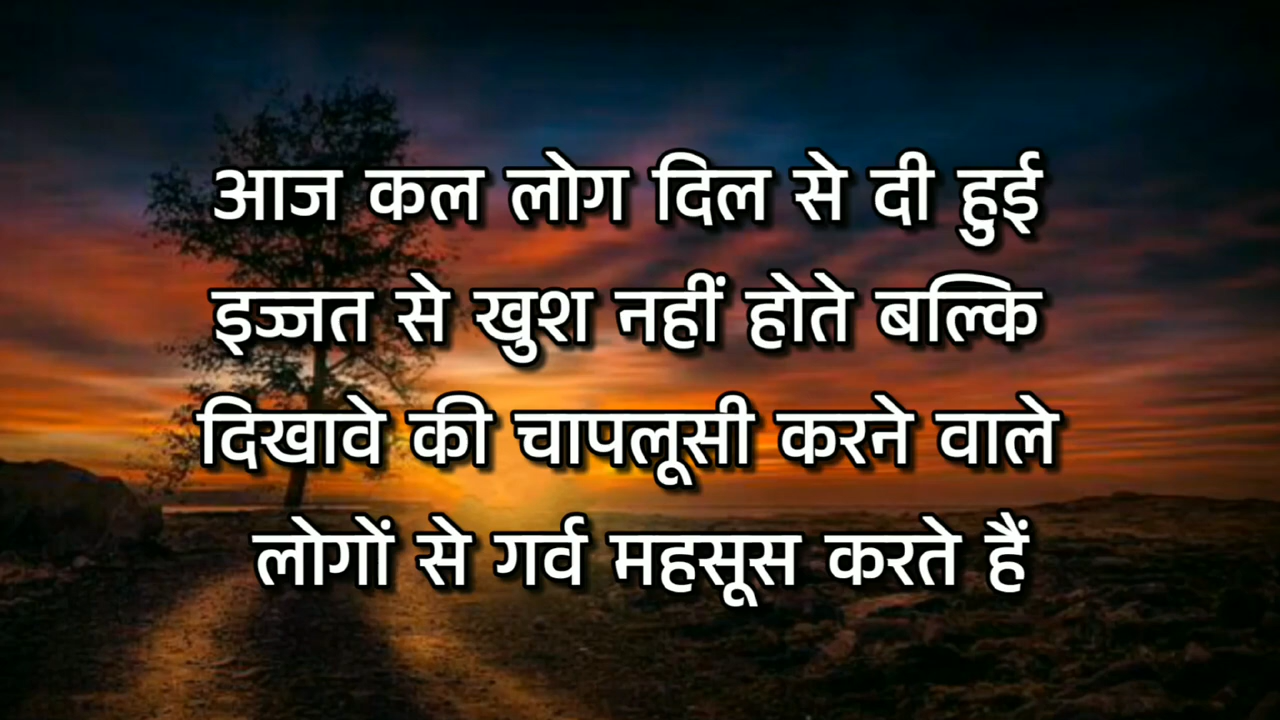 आज कल लोग दिल से दी हुई
इज्जत से खुश नहीं होते बल्कि
दिखावे की चापलूसी करने वाले
लोगों से गर्व महसूस करते हैं